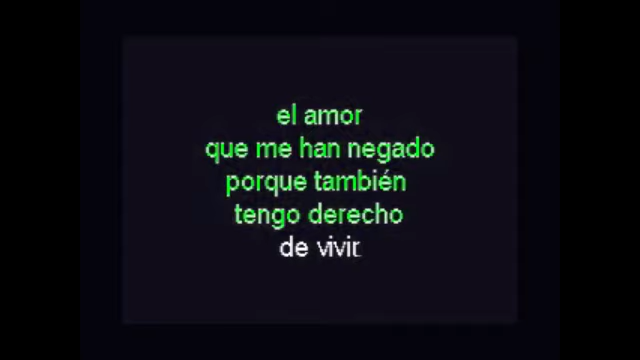 el amor
que me han negado
porque también
tengo derecho
de vivir.